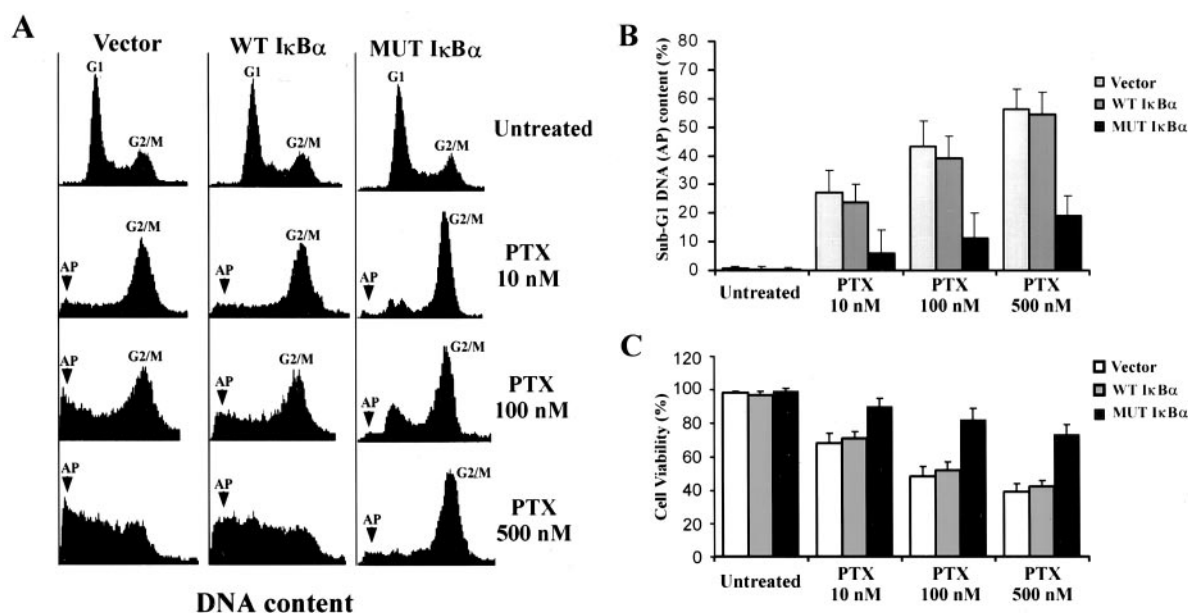 A
Vector
WT IκBα
MUT IκBα
G1
G2/M
G1
G2/M
G1
G2/M
Untreated
AP
G2/M
AP
G2/M
AP
G2/M
PTX
10 nM
AP
G2/M
AP
G2/M
AP
G2/M
PTX
100 nM
AP
AP
AP
G2/M
PTX
500 nM
DNA content
B
Sub-G1 DNA (AP) content (%)
80
70
60
50
40
30
20
10
0
Untreated
PTX
10 nM
PTX
100 nM
PTX
500 nM
Vector
WT IκBα
MUT IκBα
C
Cell Viability (%)
120
100
80
60
40
20
0
Untreated
PTX
10 nM
PTX
100 nM
PTX
500 nM
Vector
WT IκBα
MUT IκBα